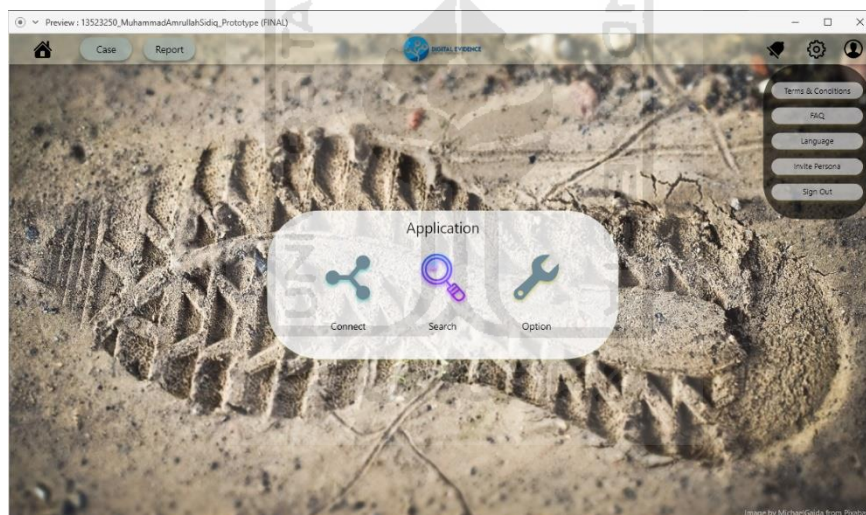 Preview : 13523250_MuhammadAmrullahSidiq_Prototype (FINAL)
Case
Report
DIGITAL EVIDENCE
Terms & Conditions
FAQ
Language
Invite Persona
Sign Out
Application
Connect
Search
Option
Image by MichaelGaida from Pixabay